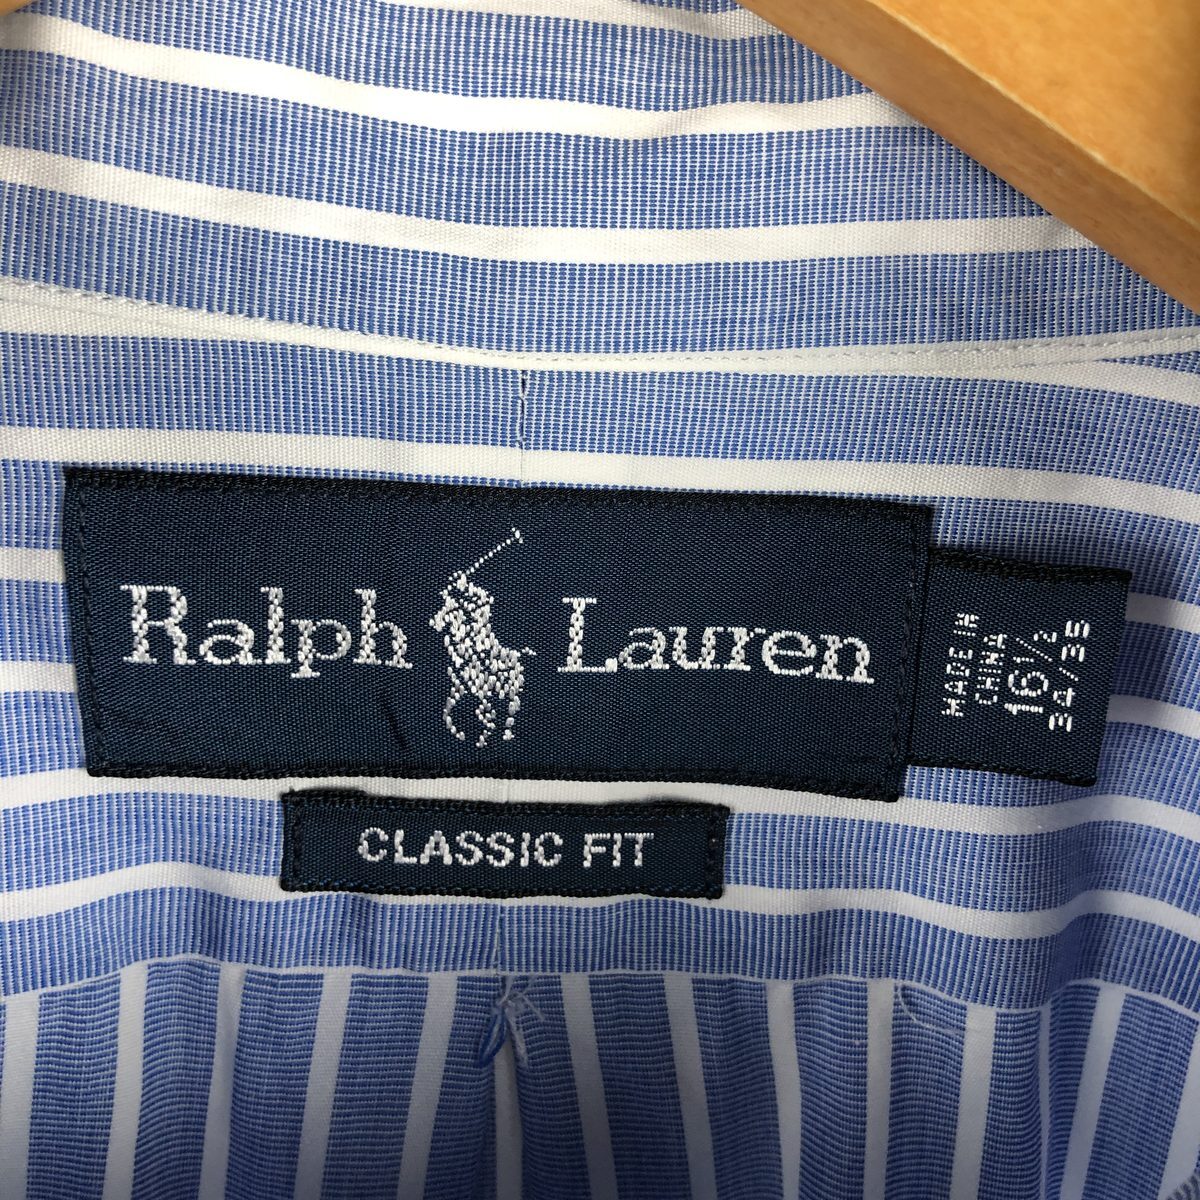 Ralph Lauren
MADE IN
CHINA
16 1/2
34/35
CLASSIC FIT